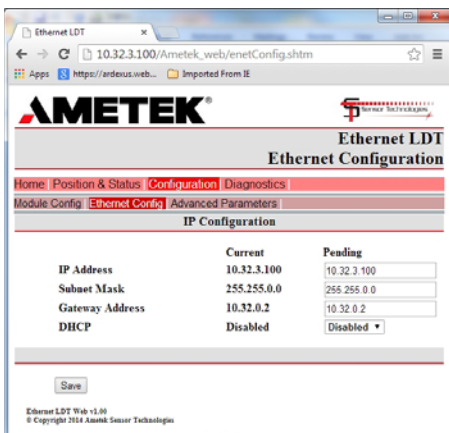 Ethernet LDT
10.32.3.100/Ametek_web/enetConfig.shtm
Apps https://ardexus.web... Imported From IE
AMETEK®
Sensor Technologies
Ethernet LDT
Ethernet Configuration
Home | Position & Status | Configuration | Diagnostics |
Module Config | Ethernet Config | Advanced Parameters |
IP Configuration
Current Pending
IP Address 10.32.3.100 10.32.3.100
Subnet Mask 255.255.0.0 255.255.0.0
Gateway Address 10.32.0.2 10.32.0.2
DHCP Disabled Disabled
Save
Ethernet LDT Web v1.00
© Copyright 2014 Ametek Sensor Technologies